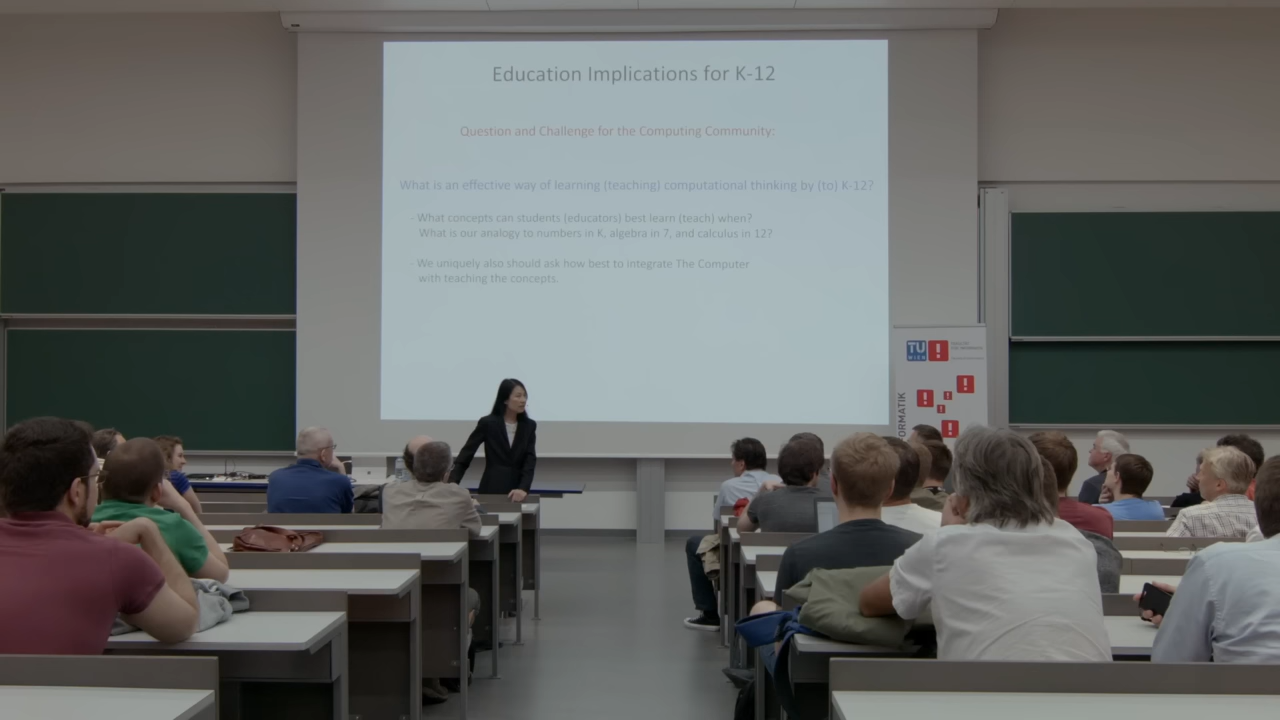 Education Implications for K-12
Question and Challenge for the Computing Community:
What is an effective way of learning (teaching) computational thinking by (to) K-12?
- What concepts can students (educators) best learn (teach) when?
What is our analogy to numbers in K, algebra in 7, and calculus in 12?
- We uniquely also should ask how best to integrate The Computer
with teaching the concepts.
TU
WIEN
ORMATIK